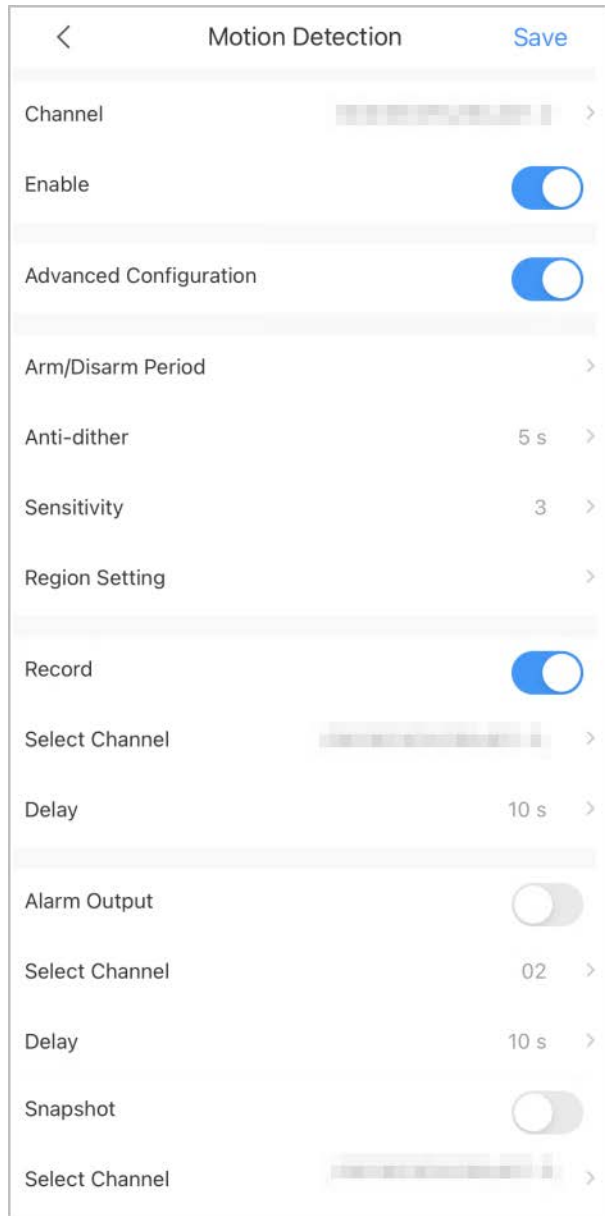 Motion Detection Save
Channel
Enable
Advanced Configuration
Arm/Disarm Period
Anti-dither 5 s
Sensitivity 3
Region Setting
Record
Select Channel
Delay 10 s
Alarm Output
Select Channel 02
Delay 10 s
Snapshot
Select Channel